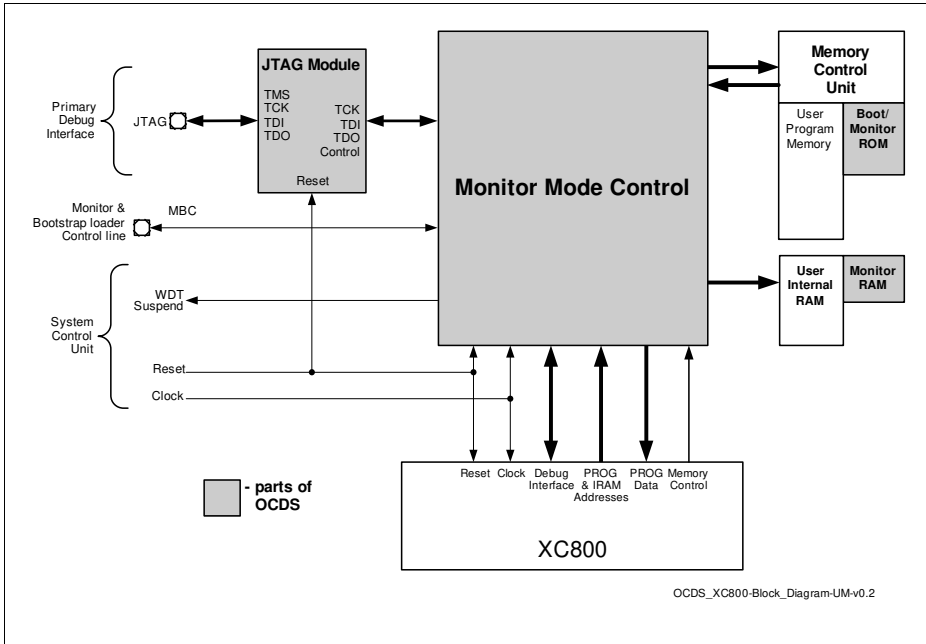 JTAG Module
TMS
TCK
TDI
TDO
TCK
TDI
TDO
Control
Reset
Primary
Debug
Interface
JTAG
Monitor &
Bootstrap loader
Control line
MBC
System
Control
Unit
WDT
Suspend
Reset
Clock
Monitor Mode Control
Memory
Control
Unit
User
Program
Memory
Boot/
Monitor
ROM
User
Internal
RAM
Monitor
RAM
Reset
Clock
Debug
Interface
PROG
& IRAM
Addresses
PROG
Data
Memory
Control
XC800
- parts of
OCDS
OCDS_XC800-Block_Diagram-UM-v0.2